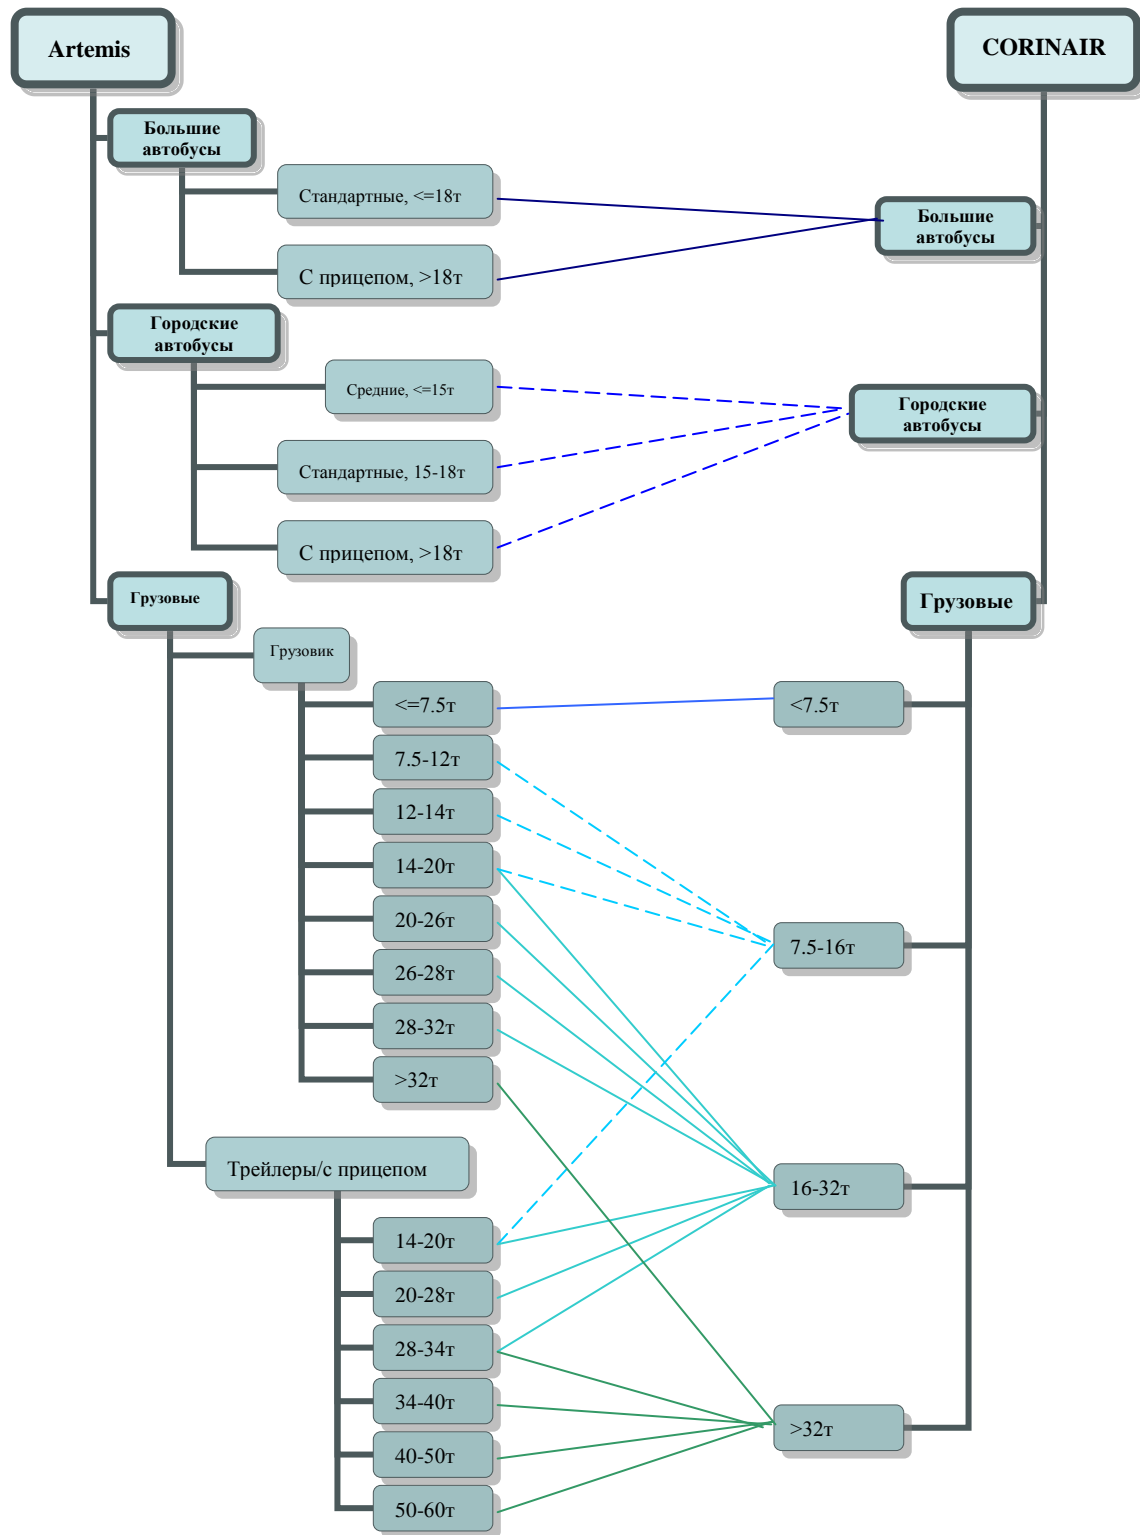 Artemis
CORINAIR
Большие
автобусы
Стандартные, <=18т
С прицепом, >18т
Большие
автобусы
Городские
автобусы
Средние, <=15т
Стандартные, 15-18т
С прицепом, >18т
Городские
автобусы
Грузовые
Грузовые
Грузовик
<=7.5т
7.5-12т
12-14т
14-20т
20-26т
26-28т
28-32т
>32т
Трейлеры/с прицепом
14-20т
20-28т
28-34т
34-40т
40-50т
50-60т
<7.5т
7.5-16т
16-32т
>32т